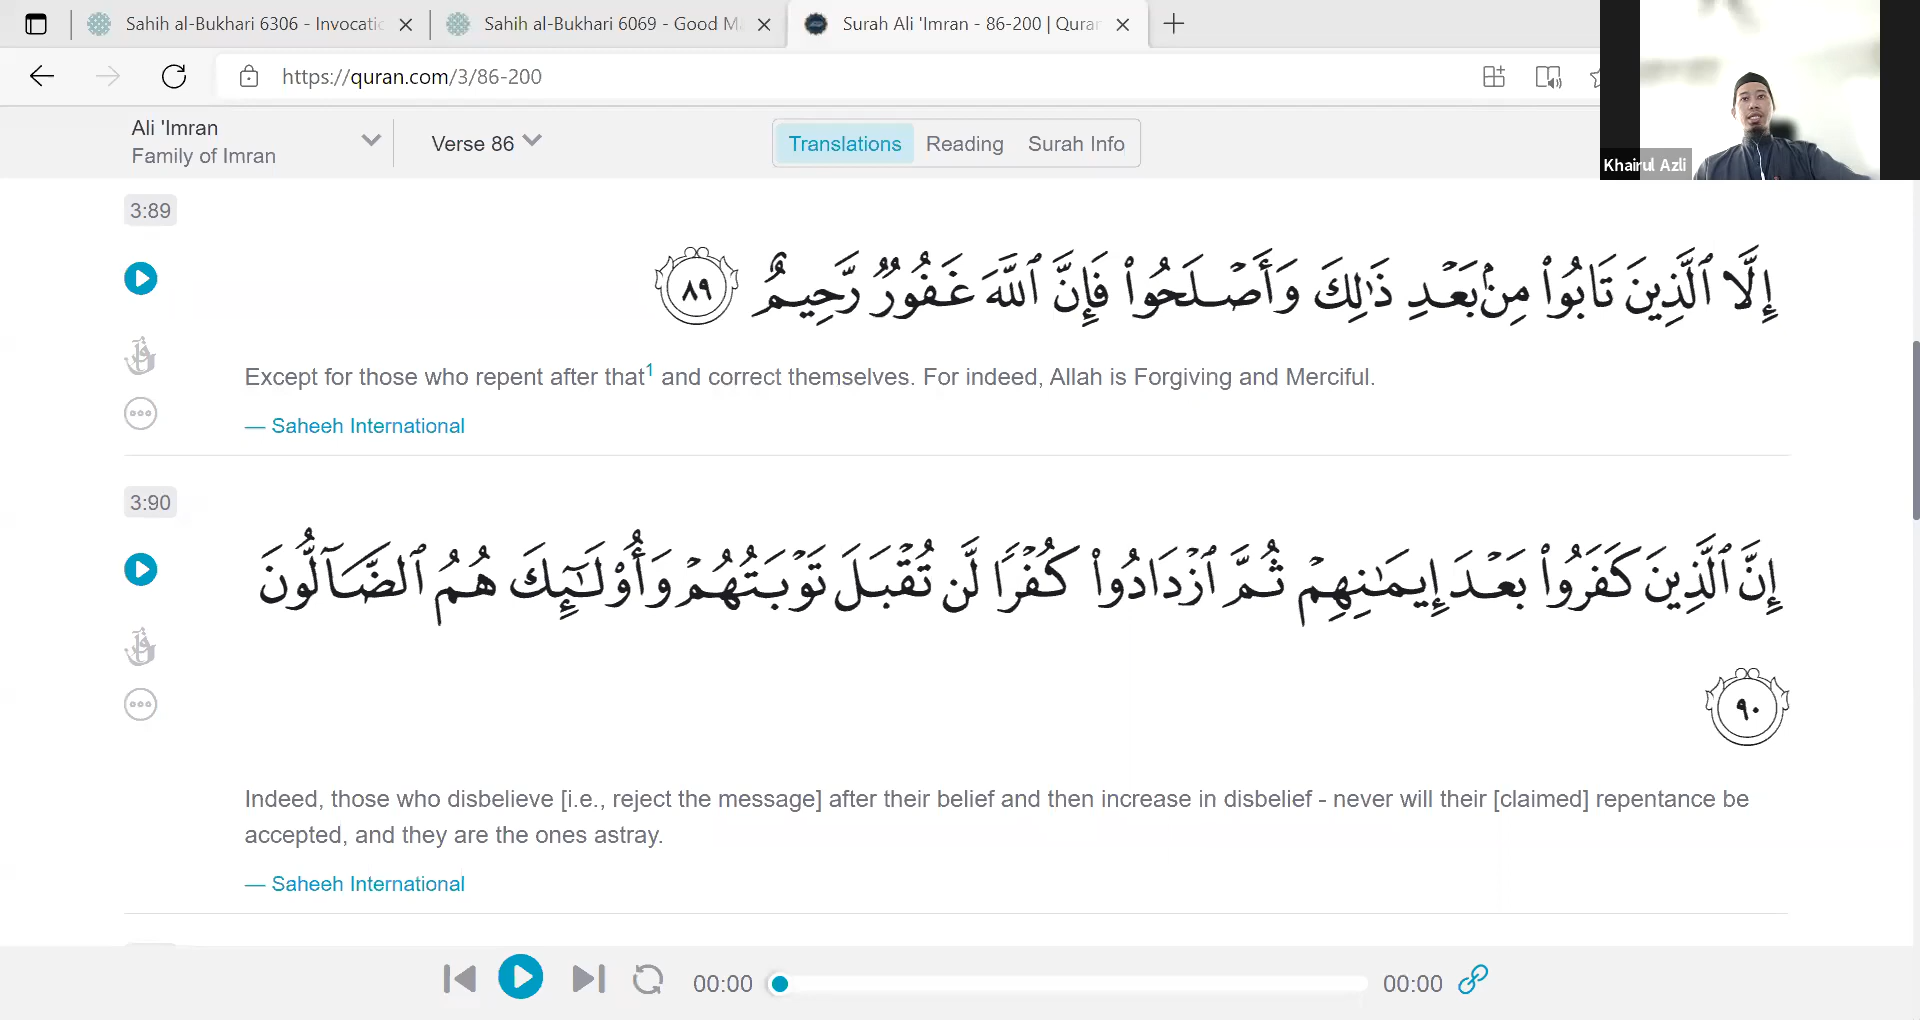 Sahih al-Bukhari 6306 - Invocatic
Sahih al-Bukhari 6069 - Good M
Surah Ali 'Imran - 86-200 | Quran
https://quran.com/3/86-200
Ali 'Imran
Family of Imran
Verse 86
Translations
Reading
Surah Info
Khairul Azli
3:89
إِلَّا ٱلَّذِينَ تَابُوا۟ مِنۢ بَعْدِ ذَٰلِكَ وَأَصْلَحُوا۟ فَإِنَّ ٱللَّهَ غَفُورٌ رَّحِيمٌ ٨٩
Except for those who repent after that1 and correct themselves. For indeed, Allah is Forgiving and Merciful.
— Saheeh International
3:90
إِنَّ ٱلَّذِينَ كَفَرُوا۟ بَعْدَ إِيمَـٰنِهِمْ ثُمَّ ٱزْدَادُوا۟ كُفْرًا لَّن تُقْبَلَ تَوْبَتُهُمْ وَأُو۟لَـٰٓئِكَ هُمُ ٱلضَّآلُّونَ
٩٠
Indeed, those who disbelieve [i.e., reject the message] after their belief and then increase in disbelief - never will their [claimed] repentance be
accepted, and they are the ones astray.
— Saheeh International
00:00
00:00